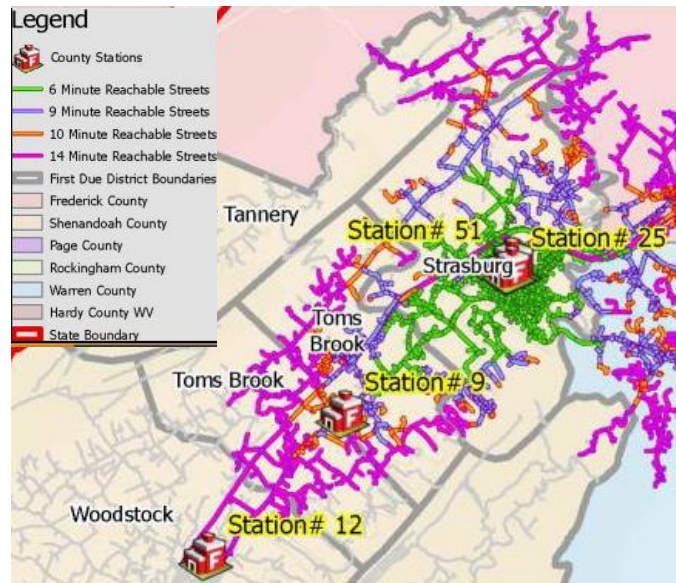 Legend
County Stations
6 Minute Reachable Streets
9 Minute Reachable Streets
10 Minute Reachable Streets
14 Minute Reachable Streets
First Due District Boundaries
Frederick County
Shenandoah County
Page County
Rockingham County
Warren County
Hardy County WV
State Boundary
Tannery
Station# 51
Station# 25
Strasburg
Toms
Brook
Toms Brook
Station# 9
Woodstock
Station# 12